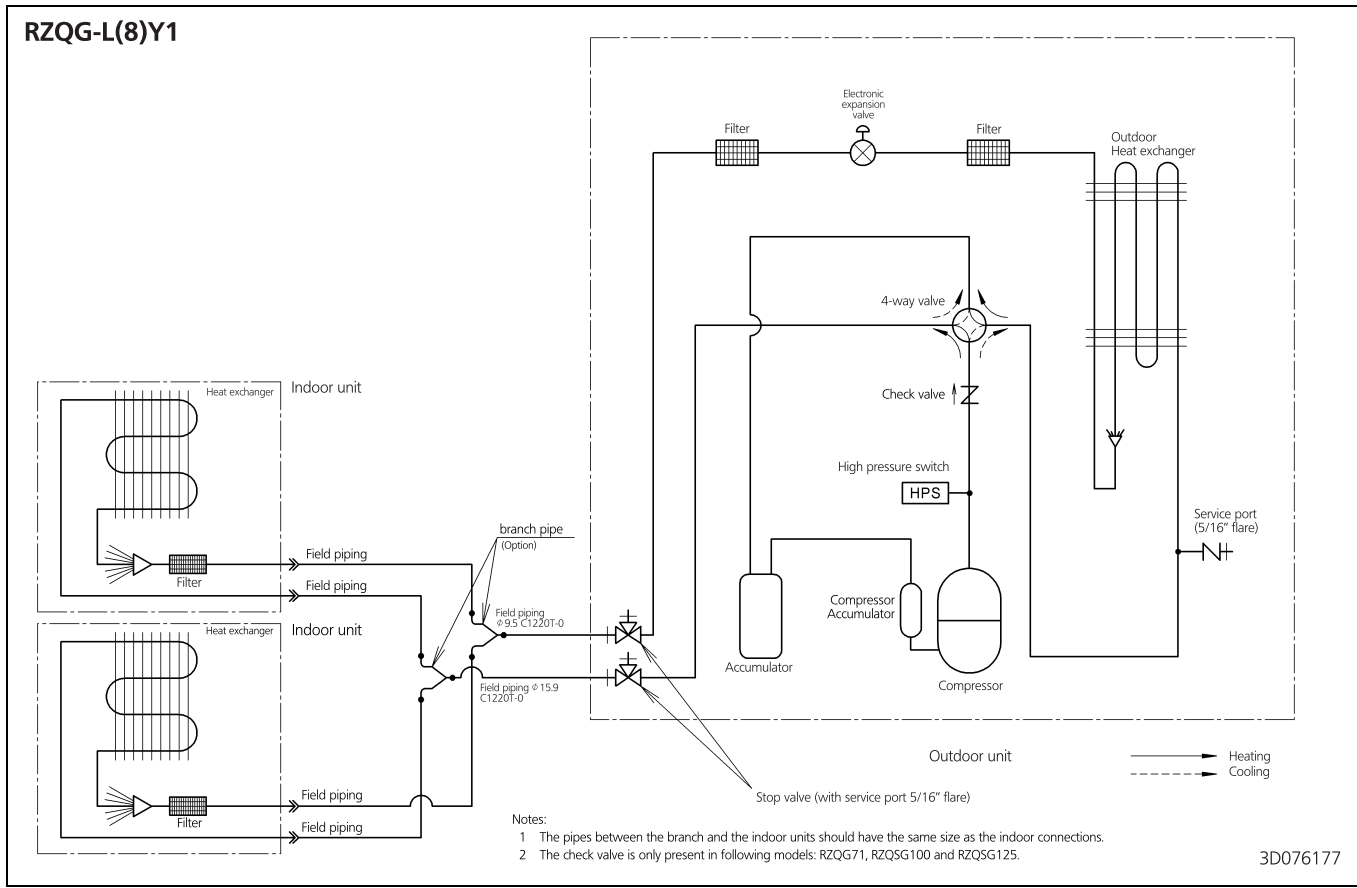 RZQG-L(8)Y1
Electronic
expansion
valve
Filter
Filter
Outdoor
Heat exchanger
4-way valve
Check valve
High pressure switch
HPS
Service port
(5/16" flare)
Compressor
Accumulator
Accumulator
Compressor
Heat exchanger
Indoor unit
Filter
Field piping
Field piping
branch pipe
(Option)
Field piping
φ9.5 C1220T-0
Heat exchanger
Indoor unit
Field piping φ15.9
C1220T-0
Filter
Field piping
Field piping
Outdoor unit
Heating
Cooling
Stop valve (with service port 5/16" flare)
Notes:
1 The pipes between the branch and the indoor units should have the same size as the indoor connections.
2 The check valve is only present in following models: RZQG71, RZQSG100 and RZQSG125.
3D076177